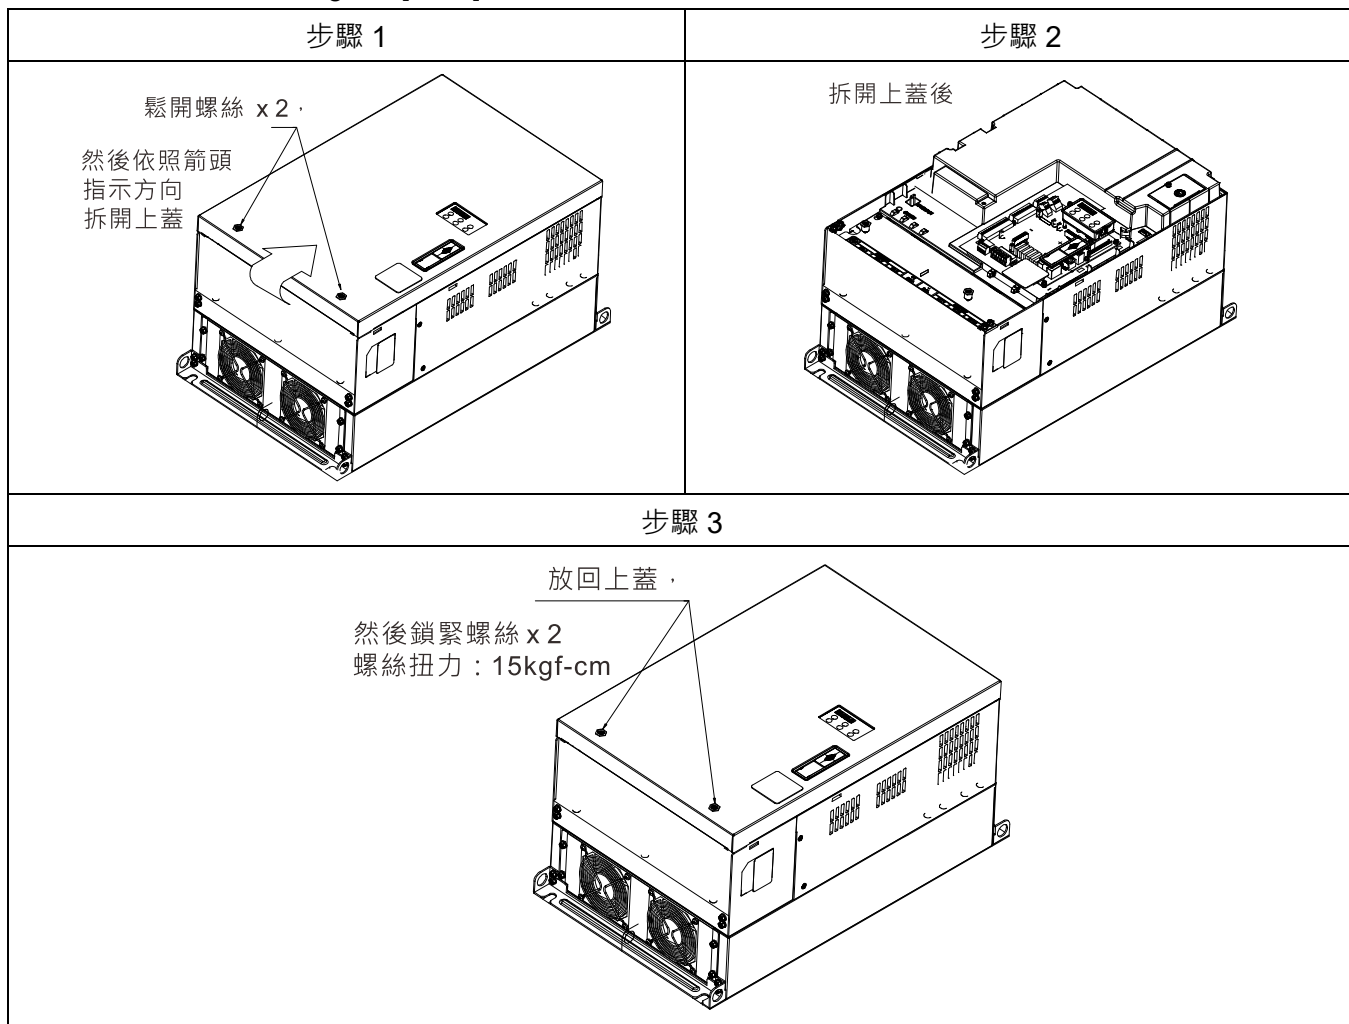 步驟 1
步驟 2
鬆開螺絲 x 2，
然後依照箭頭
指示方向
拆開上蓋
拆開上蓋後
步驟 3
放回上蓋，
然後鎖緊螺絲 x 2
螺絲扭力：15kgf-cm